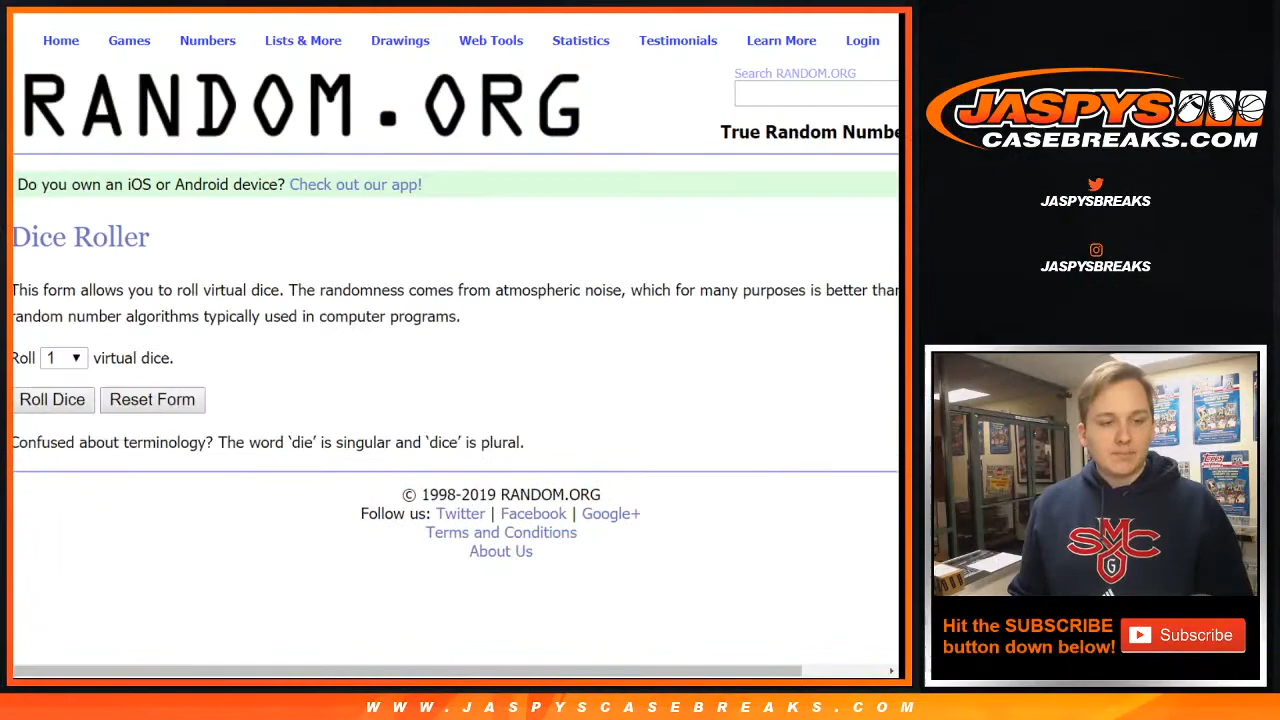 Home Games Numbers Lists & More Drawings Web Tools Statistics Testimonials Learn More Login
RANDOM.ORG
Search RANDOM.ORG
True Random Numbe
Do you own an iOS or Android device? Check out our app!
Dice Roller
This form allows you to roll virtual dice. The randomness comes from atmospheric noise, which for many purposes is better than
random number algorithms typically used in computer programs.
Roll 1 virtual dice.
Roll Dice Reset Form
Confused about terminology? The word ‘die’ is singular and ‘dice’ is plural.
© 1998-2019 RANDOM.ORG
Follow us: Twitter | Facebook | Google+
Terms and Conditions
About Us
JASPYS
CASEBREAKS.COM
JASPYSBREAKS
JASPYSBREAKS
SMC
G
Topps
Hit the SUBSCRIBE
button down below!
Subscribe
WWW.JASPYSCASEBREAKS.COM